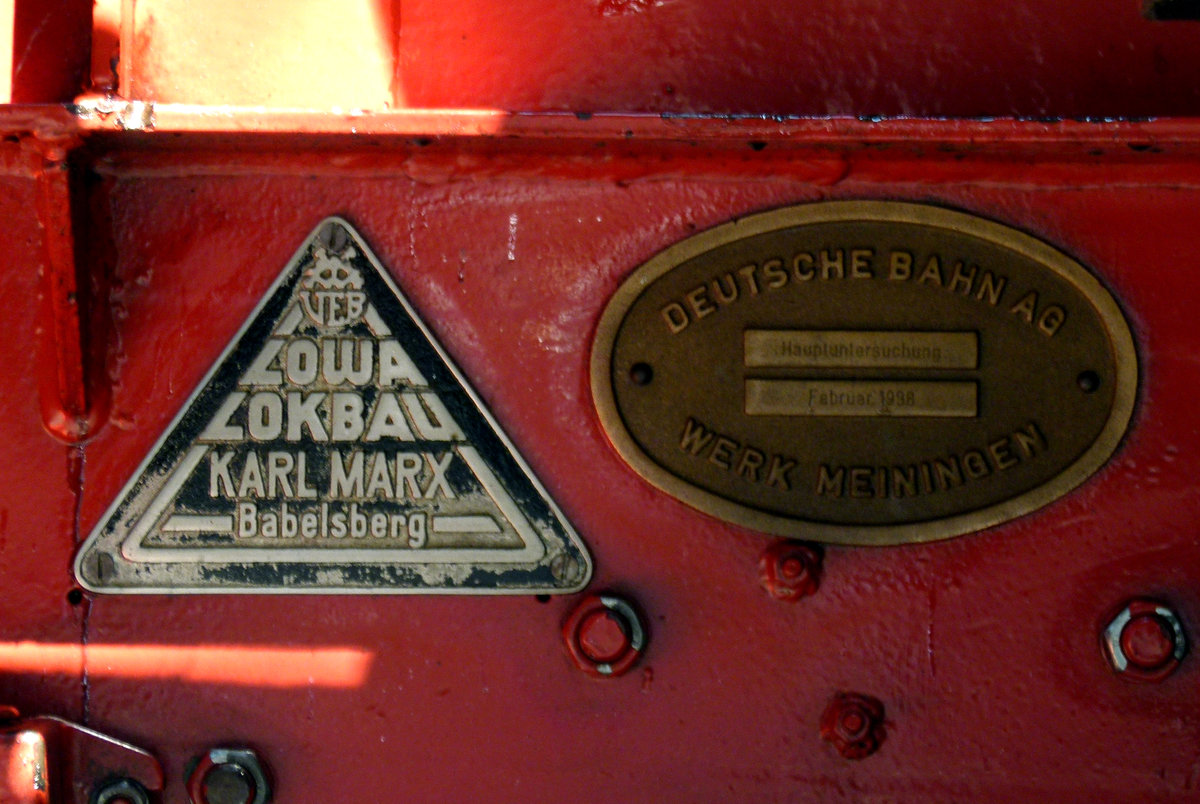 VEB
LOWA
LOKBAU
KARL MARX
Babelsberg
DEUTSCHE BAHN AG
Hauptuntersuchung
Februar 1998
WERK MEININGEN